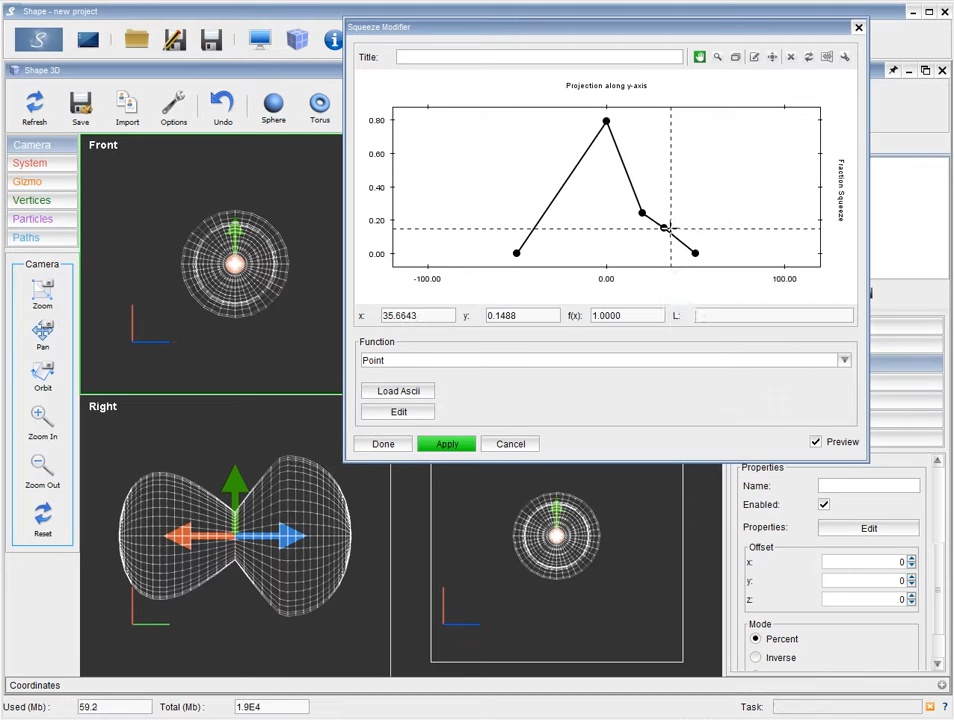 Shape - new project
Squeeze Modifier
Shape 3D
Title:
Refresh
Save
Import
Options
Undo
Sphere
Torus
Projection along y-axis
0.80
0.60
0.40
0.20
0.00
-100.00
0.00
100.00
Fraction Squeeze
Camera
System
Gizmo
Vertices
Particles
Paths
Front
x: 35.6643 y: 0.1488 f(x): 1.0000 L:
Function
Point
Load Ascii
Edit
Done
Apply
Cancel
Preview
Camera
Zoom
Pan
Orbit
Zoom In
Zoom Out
Reset
Right
Properties
Name:
Enabled:
Properties: Edit
Offset
x: 0
y: 0
z: 0
Mode
Percent
Inverse
Coordinates
Used (Mb): 59.2 Total (Mb): 1.9E4 Task: